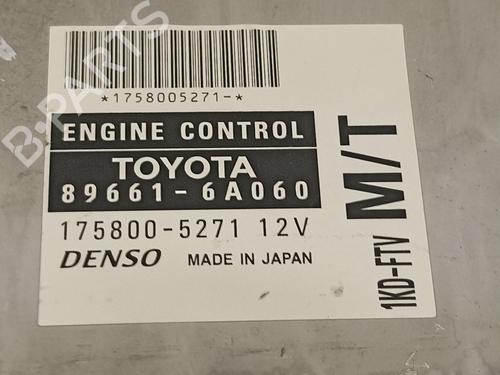 *1758005271-*
ENGINE CONTROL
TOYOTA
89661-6A060
175800-5271 12V
DENSO MADE IN JAPAN
1KD-FTV M/T
B-PARTS